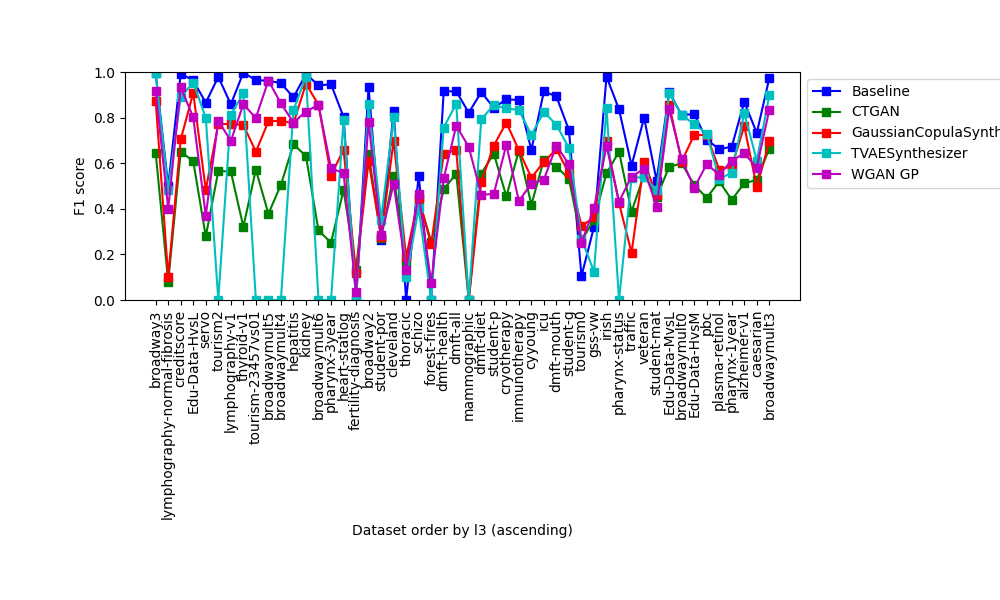 1.0
0.8
0.6
0.4
0.2
0.0
F1 score
Baseline
CTGAN
GaussianCopulaSynth
TVAESynthesizer
WGAN GP
broadway3
lymphography-normal-fibrosis
creditscore
Edu-Data-HvsL
servo
tourism2
lymphography-v1
thyroid-v1
tourism-23457vs01
broadwaymult5
broadwaymult4
hepatitis
kidney
broadwaymult6
pharynx-3year
heart-statlog
fertility-diagnosis
broadway2
student-por
cleveland
thoracic
schizo
forest-fires
dmft-health
dmft-all
mammographic
dmft-diet
student-p
cryotherapy
immunotherapy
cyyoung
icu
dmft-mouth
student-g
tourism0
gss-vw
irish
pharynx-status
traffic
veteran
student-mat
Edu-Data-MvsL
broadwaymult0
Edu-Data-HvsM
pbc
plasma-retinol
pharynx-1year
alzheimer-v1
caesarian
broadwaymult3
Dataset order by l3 (ascending)